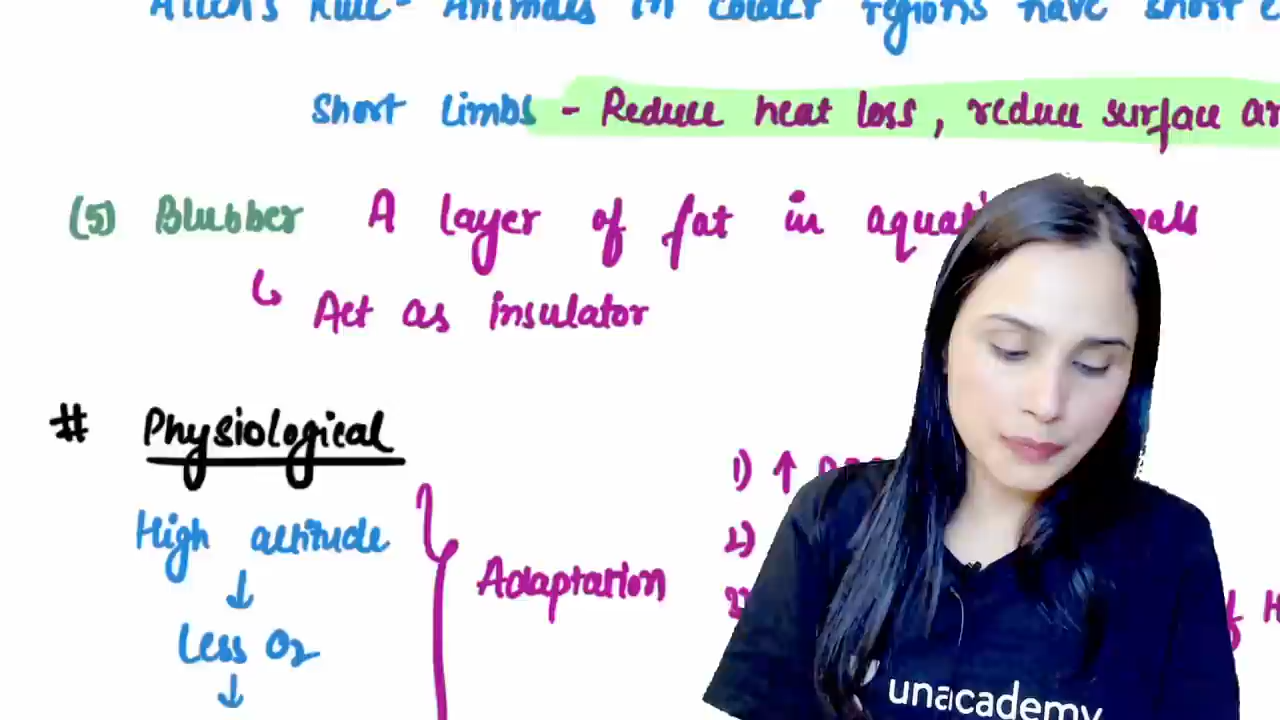 Allen's Rule - Animals in colder regions have short
Short limbs - Reduce heat loss, reduce surface
(5) Blubber A layer of fat in
↳ Act as insulator
# Physiological
High altitude
↓
Less O2
↓
Adaptation
1) ↑
2)
unacademy